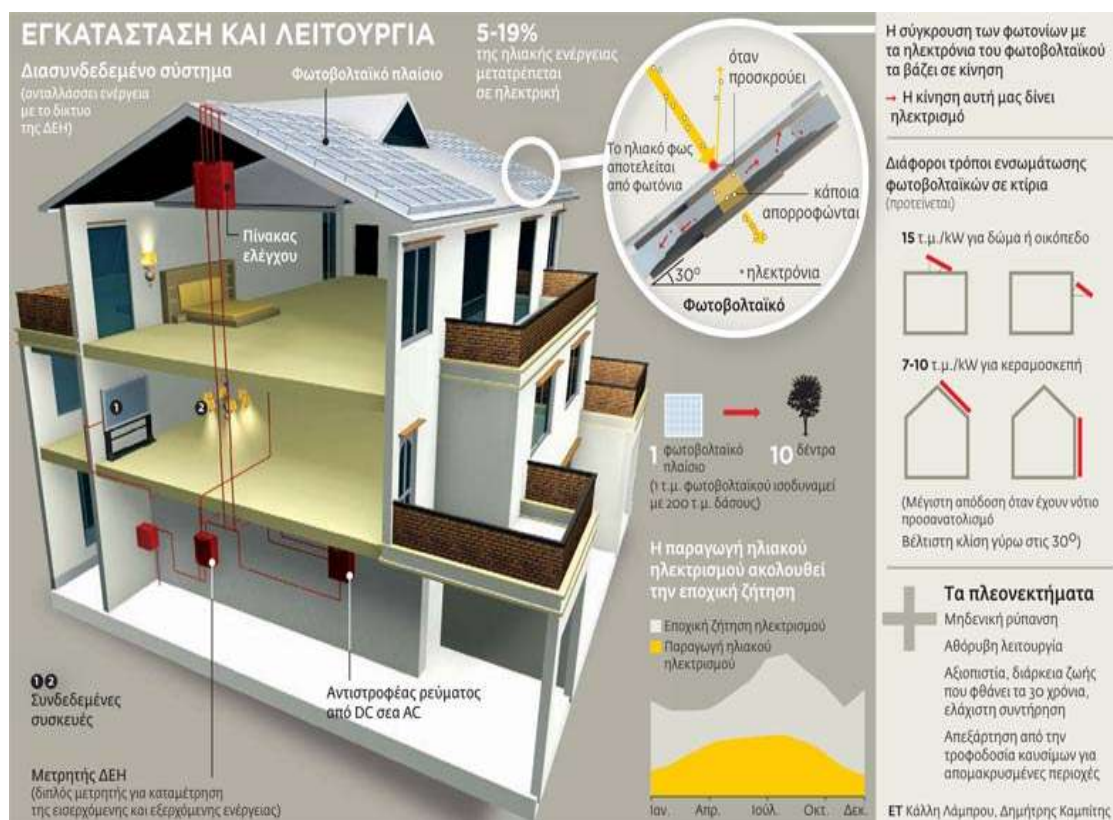 ΕΓΚΑΤΑΣΤΑΣΗ ΚΑΙ ΛΕΙΤΟΥΡΓΙΑ
Διασυνδεδεμένο σύστημα
(ανταλλάσσει ενέργεια
με το δίκτυο
της ΔΕΗ)
Φωτοβολταϊκό πλαίσιο
5-19%
της ηλιακής ενέργειας
μετατρέπεται
σε ηλεκτρική
Πίνακας
ελέγχου
1
2
12
Συνδεδεμένες
συσκευές
Αντιστροφέας ρεύματος
από DC σεα AC
Μετρητής ΔΕΗ
(διπλός μετρητής για καταμέτρηση
της εισερχόμενης και εξερχόμενης ενέργειας)
όταν
προσκρούει
Το ηλιακό φως
αποτελείται
από φωτόνια
κάποια
απορροφώνται
30°
• ηλεκτρόνια
Φωτοβολταϊκό
1 φωτοβολταϊκό
πλαίσιο
10 δέντρα
(1 τ.μ. φωτοβολταϊκού ισοδυναμεί
με 200 τ.μ. δάσους)
Η παραγωγή ηλιακού
ηλεκτρισμού ακολουθεί
την εποχική ζήτηση
Εποχική ζήτηση ηλεκτρισμού
Παραγωγή ηλιακού
ηλεκτρισμού
Ιαν. Απρ. Ιούλ. Οκτ. Δεκ.
Η σύγκρουση των φωτονίων με
τα ηλεκτρόνια του φωτοβολταϊκού
τα βάζει σε κίνηση
→ Η κίνηση αυτή μας δίνει
ηλεκτρισμό
Διάφοροι τρόποι ενσωμάτωσης
φωτοβολταϊκών σε κτίρια
(προτείνεται)
15 τ.μ./kW για δώμα ή οικόπεδο
7-10 τ.μ./kW για κεραμοσκεπή
(Μέγιστη απόδοση όταν έχουν νότιο
προσανατολισμό
Βέλτιστη κλίση γύρω στις 30°)
Τα πλεονεκτήματα
Μηδενική ρύπανση
Αθόρυβη λειτουργία
Αξιοπιστία, διάρκεια ζωής
που φθάνει τα 30 χρόνια,
ελάχιστη συντήρηση
Απεξάρτηση από την
τροφοδοσία καυσίμων για
απομακρυσμένες περιοχές
ΕΤ Κάλλη Λάμπρου, Δημήτρης Καμπίτης